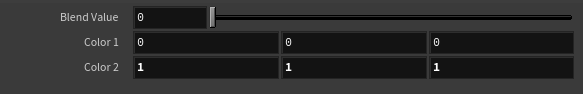 Blend Value 0
Color 1 0 0 0
Color 2 1 1 1